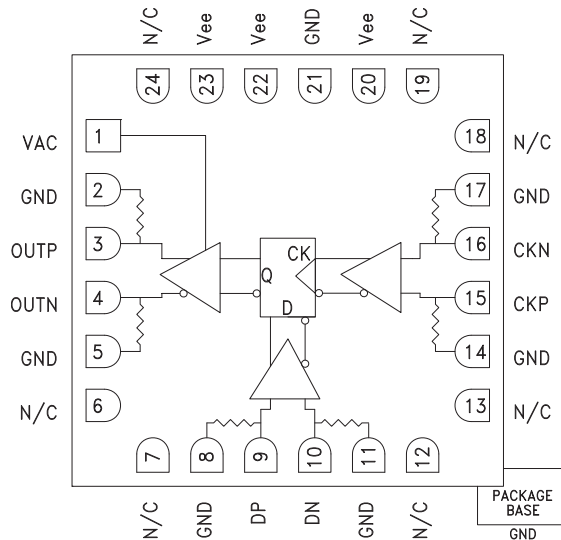 N/C Vee Vee GND Vee N/C
24 23 22 21 20 19
VAC 1 18 N/C
GND 2 17 GND
OUTP 3 16 CKN
CK
Q
OUTN 4 15 CKP
D
GND 5 14 GND
N/C 6 13 N/C
7 8 9 10 11 12
N/C GND DP DN GND N/C
PACKAGE
BASE
GND